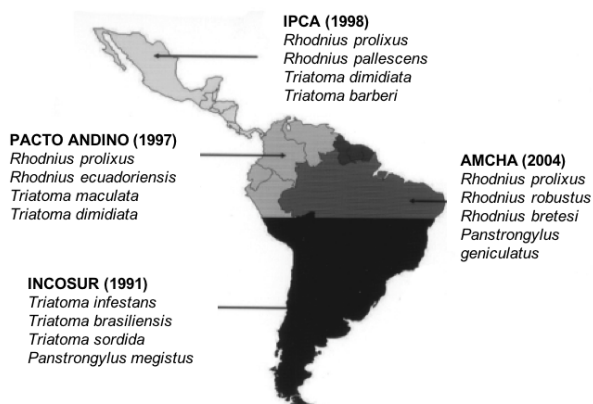 IPCA (1998)
Rhodnius prolixus
Rhodnius pallescens
Triatoma dimidiata
Triatoma barberi
PACTO ANDINO (1997)
Rhodnius prolixus
Rhodnius ecuadoriensis
Triatoma maculata
Triatoma dimidiata
AMCHA (2004)
Rhodnius prolixus
Rhodnius robustus
Rhodnius bretesi
Panstrongylus
geniculatus
INCOSUR (1991)
Triatoma infestans
Triatoma brasiliensis
Triatoma sordida
Panstrongylus megistus